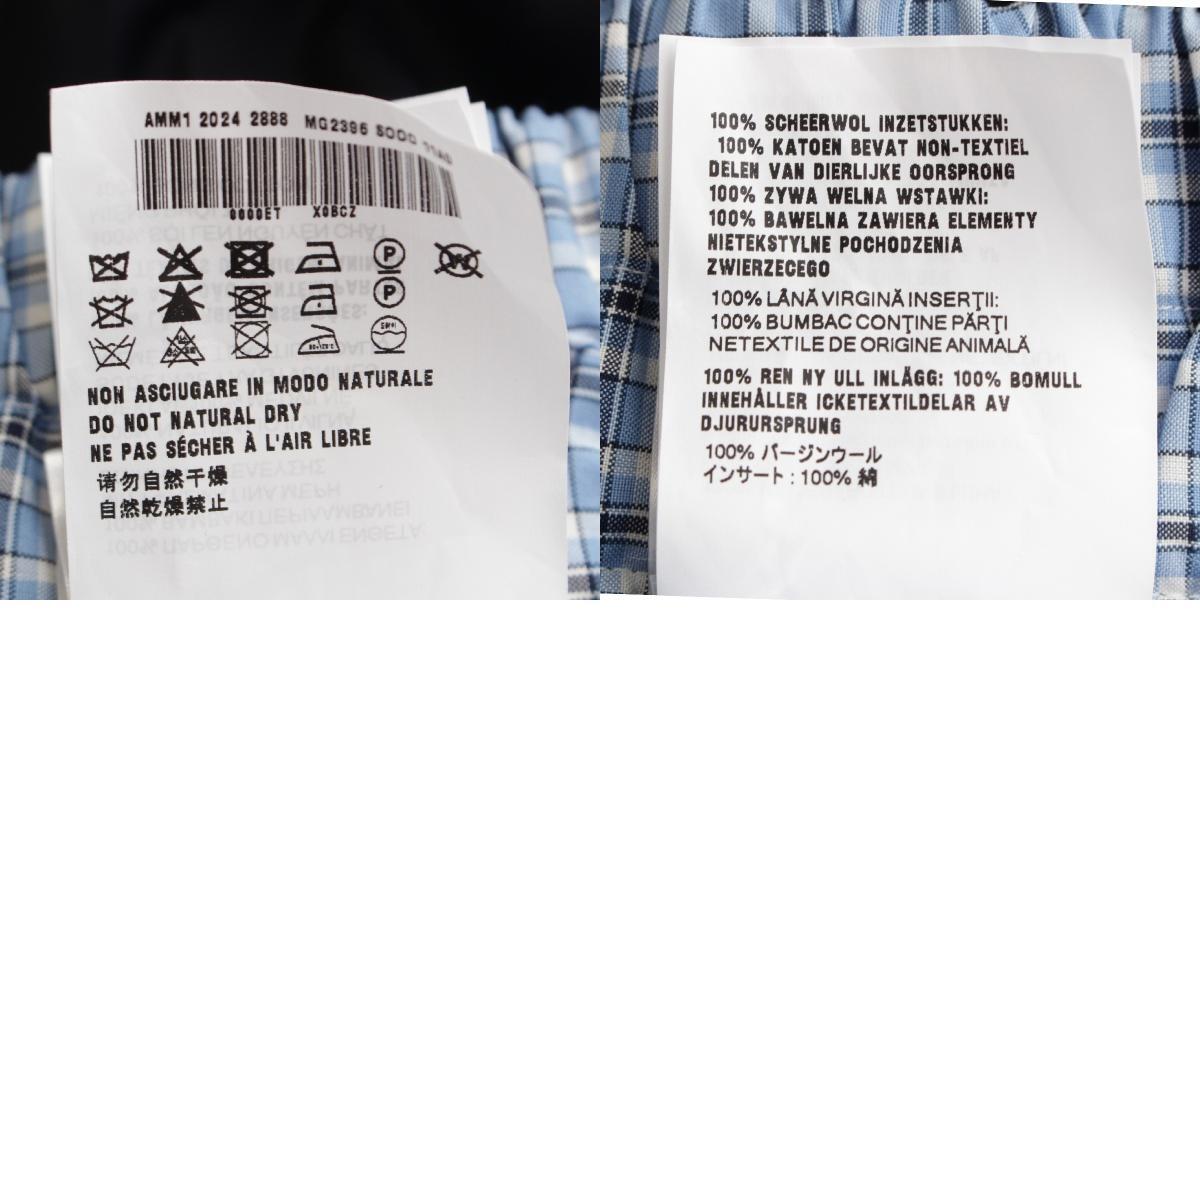 AMM1 2024 2888 MG2396 SOOO
0000ET X0BCZ
P
P
NON ASCIUGARE IN MODO NATURALE
DO NOT NATURAL DRY
NE PAS SÉCHER À L'AIR LIBRE
请勿自然干燥
自然乾燥禁止
100% SCHEERWOL INZETSTUKKEN:
100% KATOEN BEVAT NON-TEXTIEL
DELEN VAN DIERLIJKE OORSPRONG
100% ZYWA WELNA WSTAWKI:
100% BAWELNA ZAWIERA ELEMENTY
NIETEKSTYLNE POCHODZENIA
ZWIERZECEGO
100% LÂNĂ VIRGINĂ INSERŢII:
100% BUMBAC CONŢINE PĂRŢI
NETEXTILE DE ORIGINE ANIMALĂ
100% REN NY ULL INLÄGG: 100% BOMULL
INNEHÅLLER ICKETEXTILDELAR AV
DJURURSPRUNG
100% バージンウール
インサート : 100% 綿